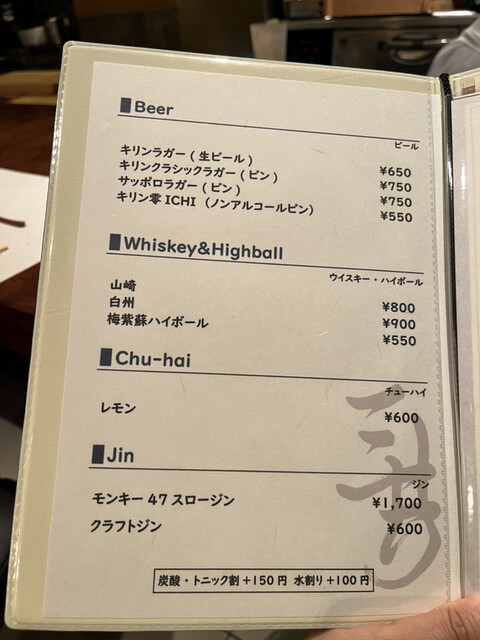 ■Beer
ビール
キリンラガー(生ビール) ¥650
キリンクラシックラガー(ビン) ¥750
サッポロラガー(ビン) ¥750
キリン零ICHI (ノンアルコールビン) ¥550
■Whiskey&Highball
ウイスキー・ハイボール
山崎 ¥800
白州 ¥900
梅紫蘇ハイボール ¥550
■Chu-hai
チューハイ
レモン ¥600
■Jin
ジン
モンキー47スロージン ¥1,700
クラフトジン ¥600
炭酸・トニック割+150円 水割り+100円